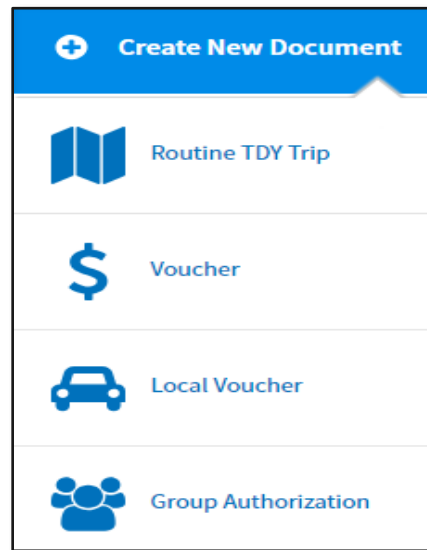 Create New Document
Routine TDY Trip
Voucher
Local Voucher
Group Authorization